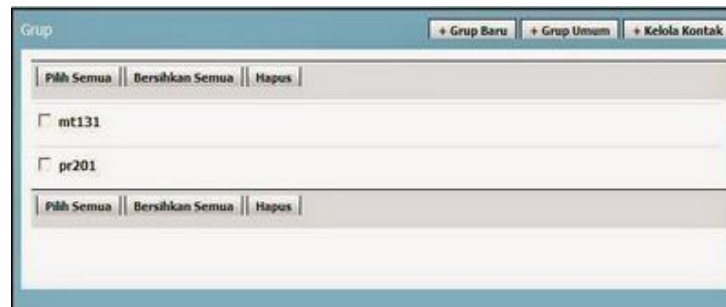 Grup + Grup Baru + Grup Umum + Kelola Kontak
Pilih Semua Bersihkan Semua Hapus
mt131
pr201
Pilih Semua Bersihkan Semua Hapus